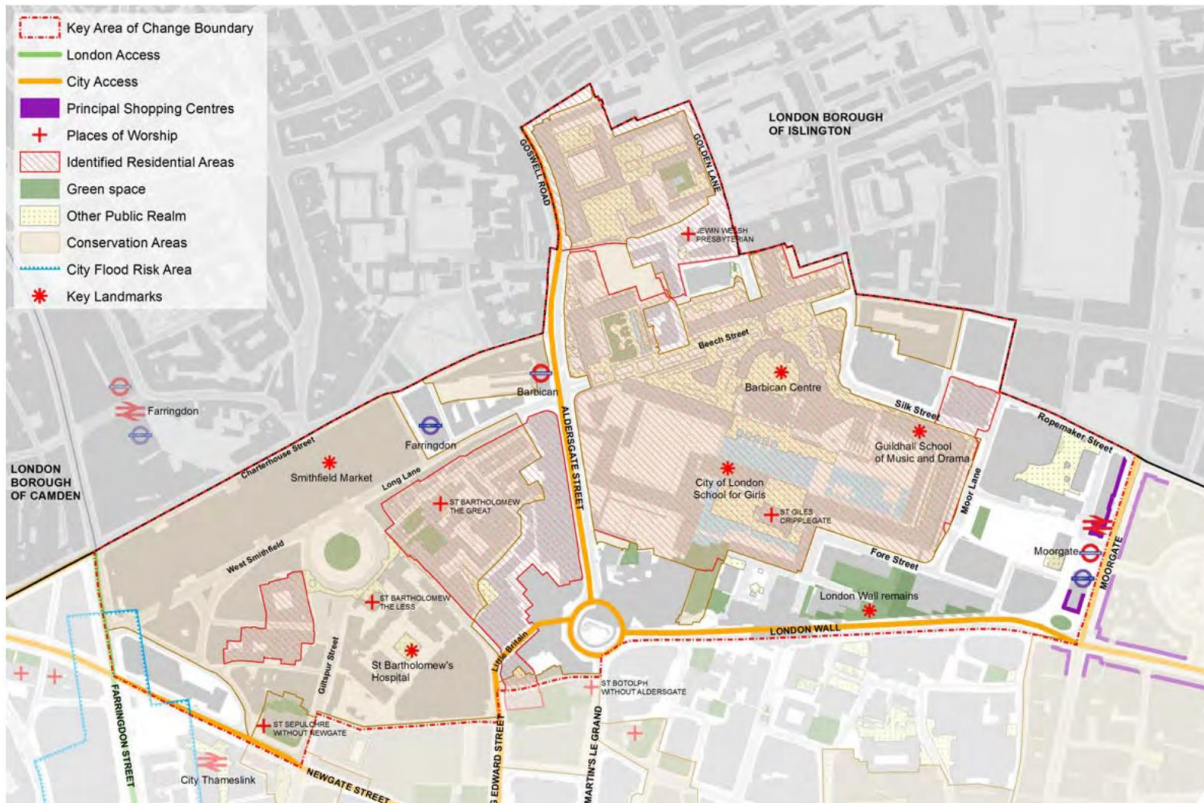 Key Area of Change Boundary
London Access
City Access
Principal Shopping Centres
Places of Worship
Identified Residential Areas
Green space
Other Public Realm
Conservation Areas
City Flood Risk Area
Key Landmarks
LONDON BOROUGH
OF ISLINGTON
GOSWELL ROAD
GOLDEN LANE
JEWIN WELSH
PRESBYTERIAN
Beech Street
Barbican Centre
Barbican
Farringdon
Farringdon
Silk Street
Ropemaker Street
Guildhall School
of Music and Drama
Charterhouse Street
Smithfield Market
Long Lane
ALDERSGATE STREET
LONDON
BOROUGH
OF CAMDEN
City of London
School for Girls
Moor Lane
ST BARTHOLOMEW
THE GREAT
ST GILES
CRIPPLEGATE
Moorgate
MOORGATE
Fore Street
West Smithfield
ST BARTHOLOMEW
THE LESS
London Wall remains
LONDON WALL
Little Britain
Giltspur Street
St Bartholomew's
Hospital
ST BOTOLPH
WITHOUT ALDERSGATE
FARRINGDON STREET
ST SEPULCHRE
WITHOUT NEWGATE
City Thameslink
NEWGATE STREET
EDWARD STREET
MARTIN'S LE GRAND